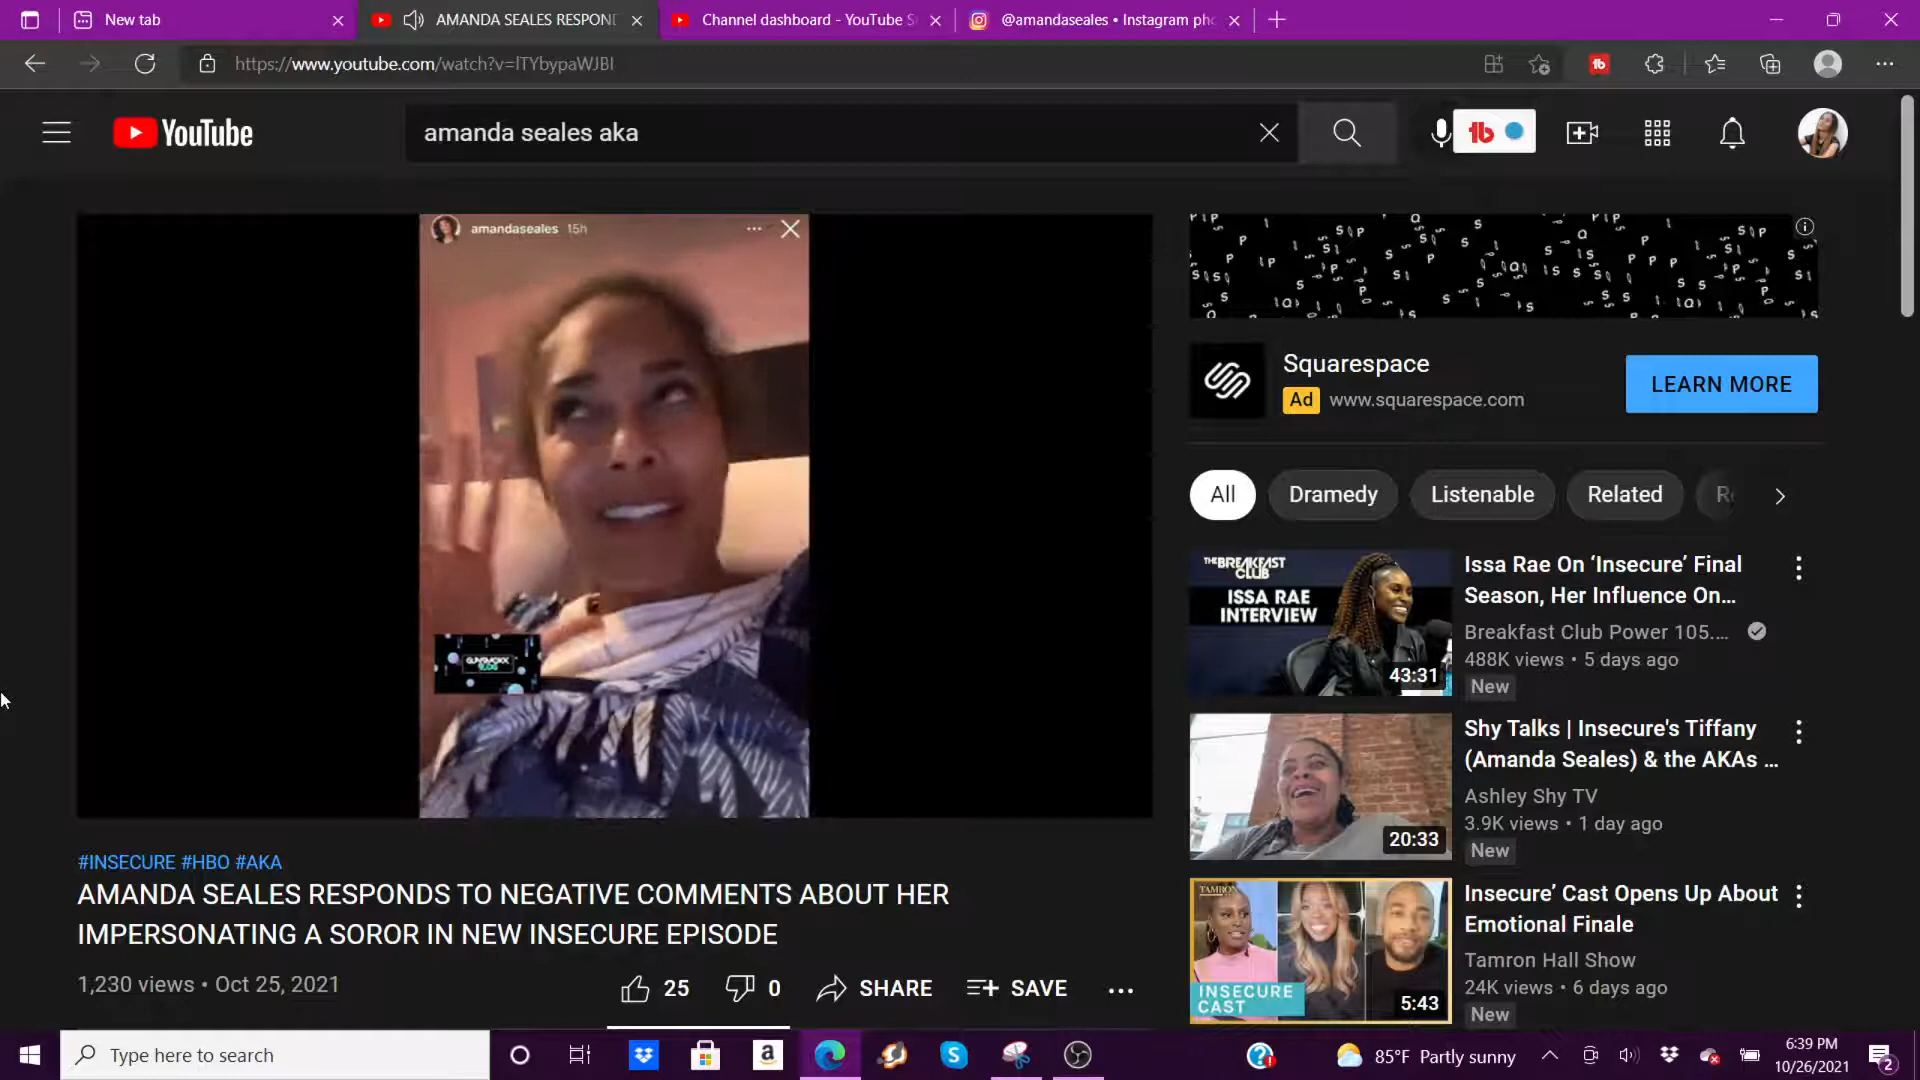 New tab
AMANDA SEALES RESPON
Channel dashboard - YouTube S
@amandaseales • Instagram pho
https://www.youtube.com/watch?v=lTYbypaWJBI
YouTube
amanda seales aka
tb
amandaseales 15h
Squarespace
Ad www.squarespace.com
LEARN MORE
All
Dramedy
Listenable
Related
THE BREAKFAST
CLUB
ISSA RAE
INTERVIEW
43:31
Issa Rae On ‘Insecure’ Final
Season, Her Influence On...
Breakfast Club Power 105....
488K views • 5 days ago
New
20:33
Shy Talks | Insecure's Tiffany
(Amanda Seales) & the AKAs ...
Ashley Shy TV
3.9K views • 1 day ago
New
TAMRON
INSECURE
CAST
5:43
Insecure’ Cast Opens Up About
Emotional Finale
Tamron Hall Show
24K views • 6 days ago
New
#INSECURE #HBO #AKA
AMANDA SEALES RESPONDS TO NEGATIVE COMMENTS ABOUT HER
IMPERSONATING A SOROR IN NEW INSECURE EPISODE
1,230 views • Oct 25, 2021
25
0
SHARE
SAVE
Type here to search
85°F Partly sunny
6:39 PM
10/26/2021
2